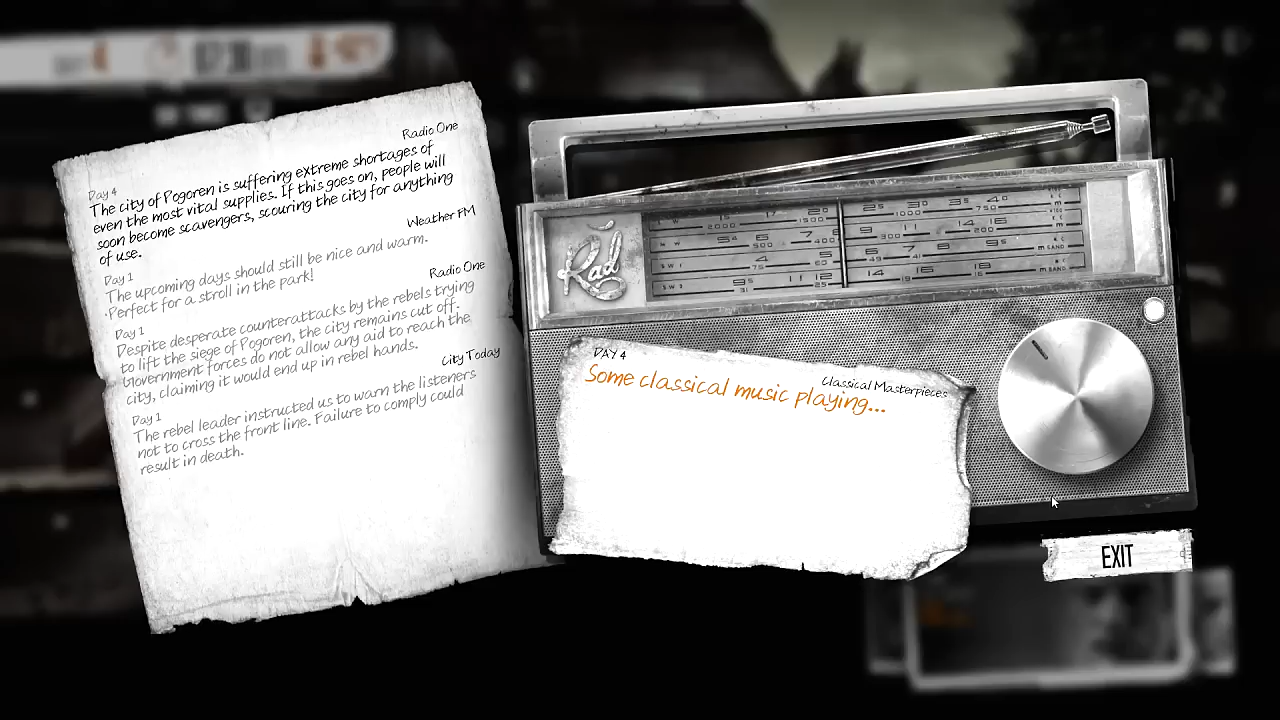 Radio One
Day 4
The city of Pogoren is suffering extreme shortages of
even the most vital supplies. If this goes on, people will
soon become scavengers, scouring the city for anything
of use.
Weather FM
Day 1
The upcoming days should still be nice and warm.
Perfect for a stroll in the park!
Radio One
Day 1
Despite desperate counterattacks by the rebels trying
to lift the siege of Pogoren, the city remains cut off.
Government forces do not allow any aid to reach the
city, claiming it would end up in rebel hands.
City Today
Day 1
The rebel leader instructed us to warn the listeners
not to cross the front line. Failure to comply could
result in death.
Rad
DAY 4
Classical Masterpieces
Some classical music playing...
EXIT